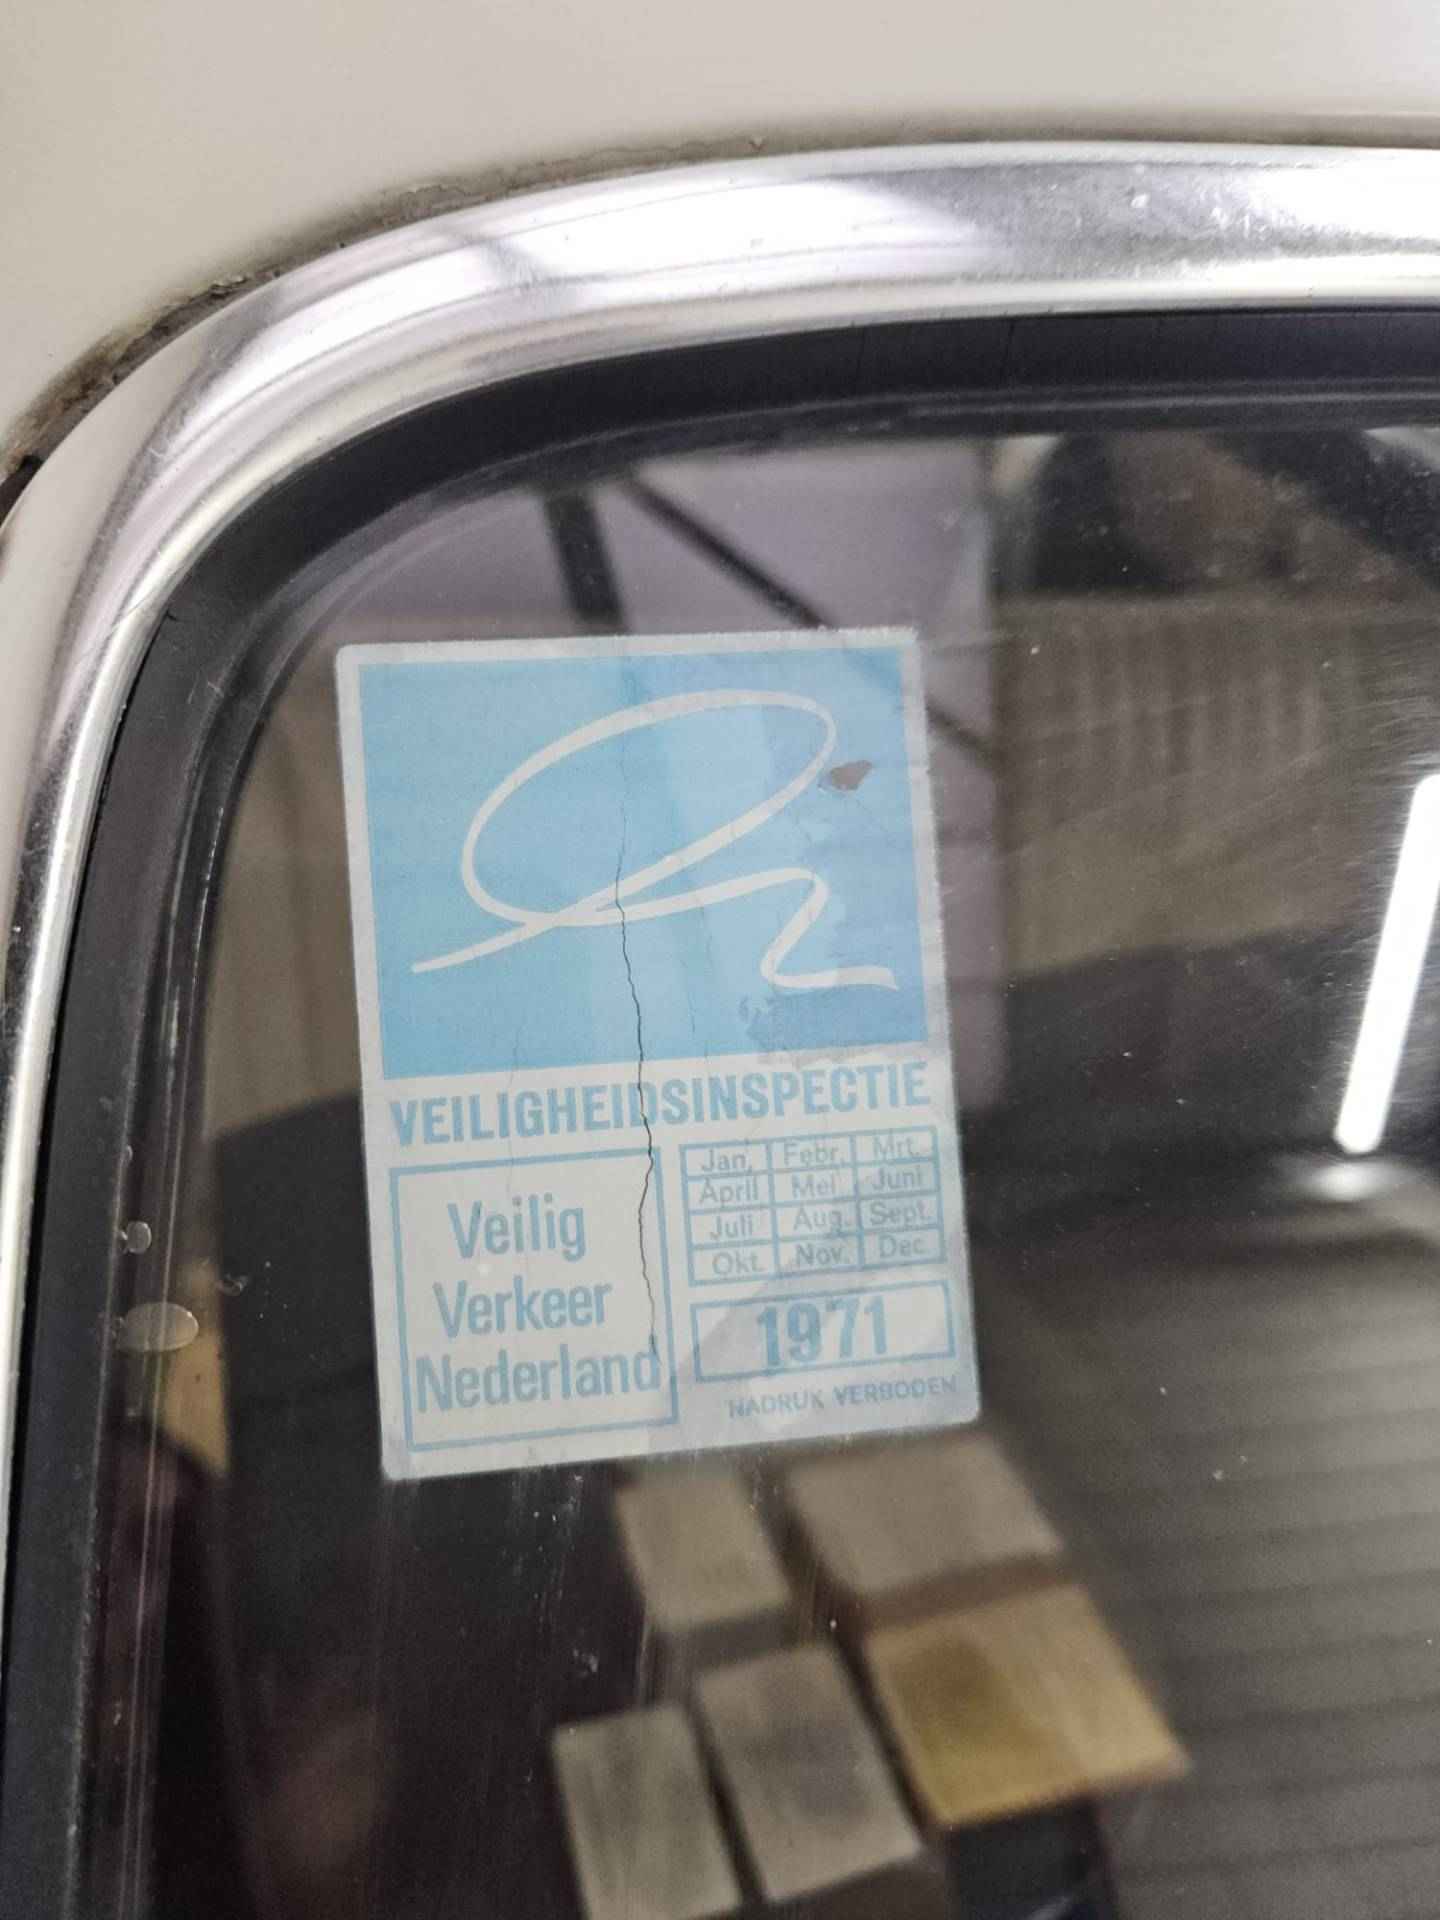 VEILIGHEIDSINSPECTIE
Veilig
Verkeer
Nederland
Jan. Febr. Mrt.
April Mei Juni
Juli Aug. Sept.
Okt. Nov. Dec.
1971
NADRUK VERBODEN